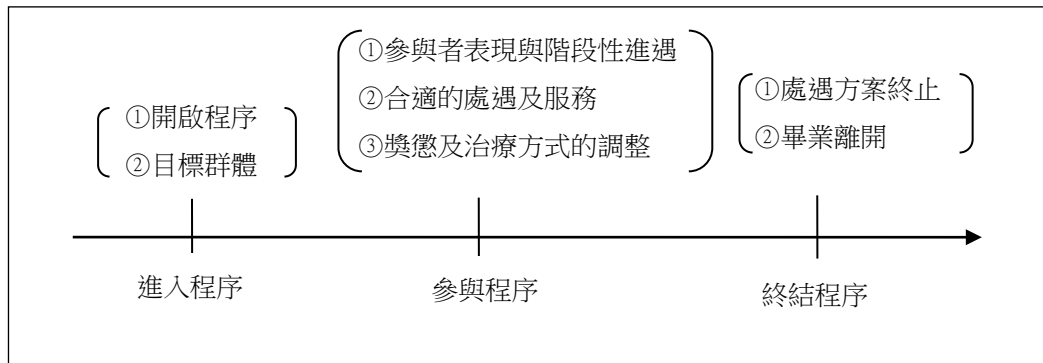 ①開啟程序
②目標群體
①參與者表現與階段性進遇
②合適的處遇及服務
③獎懲及治療方式的調整
①處遇方案終止
②畢業離開
進入程序
參與程序
終結程序